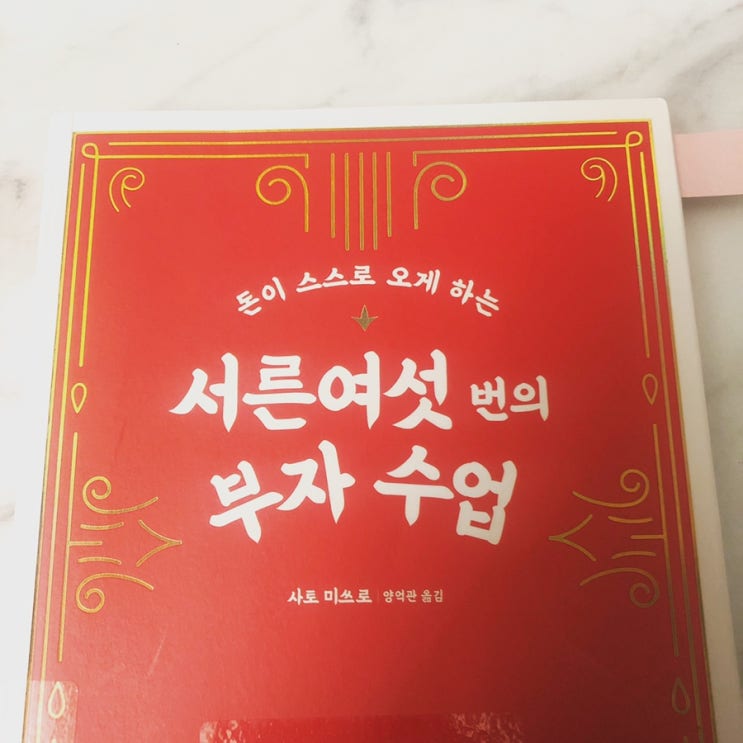 돈이 스스로 오게 하는
서른여섯 번의
부자 수업
사토 미쓰로 | 양억관 옮김